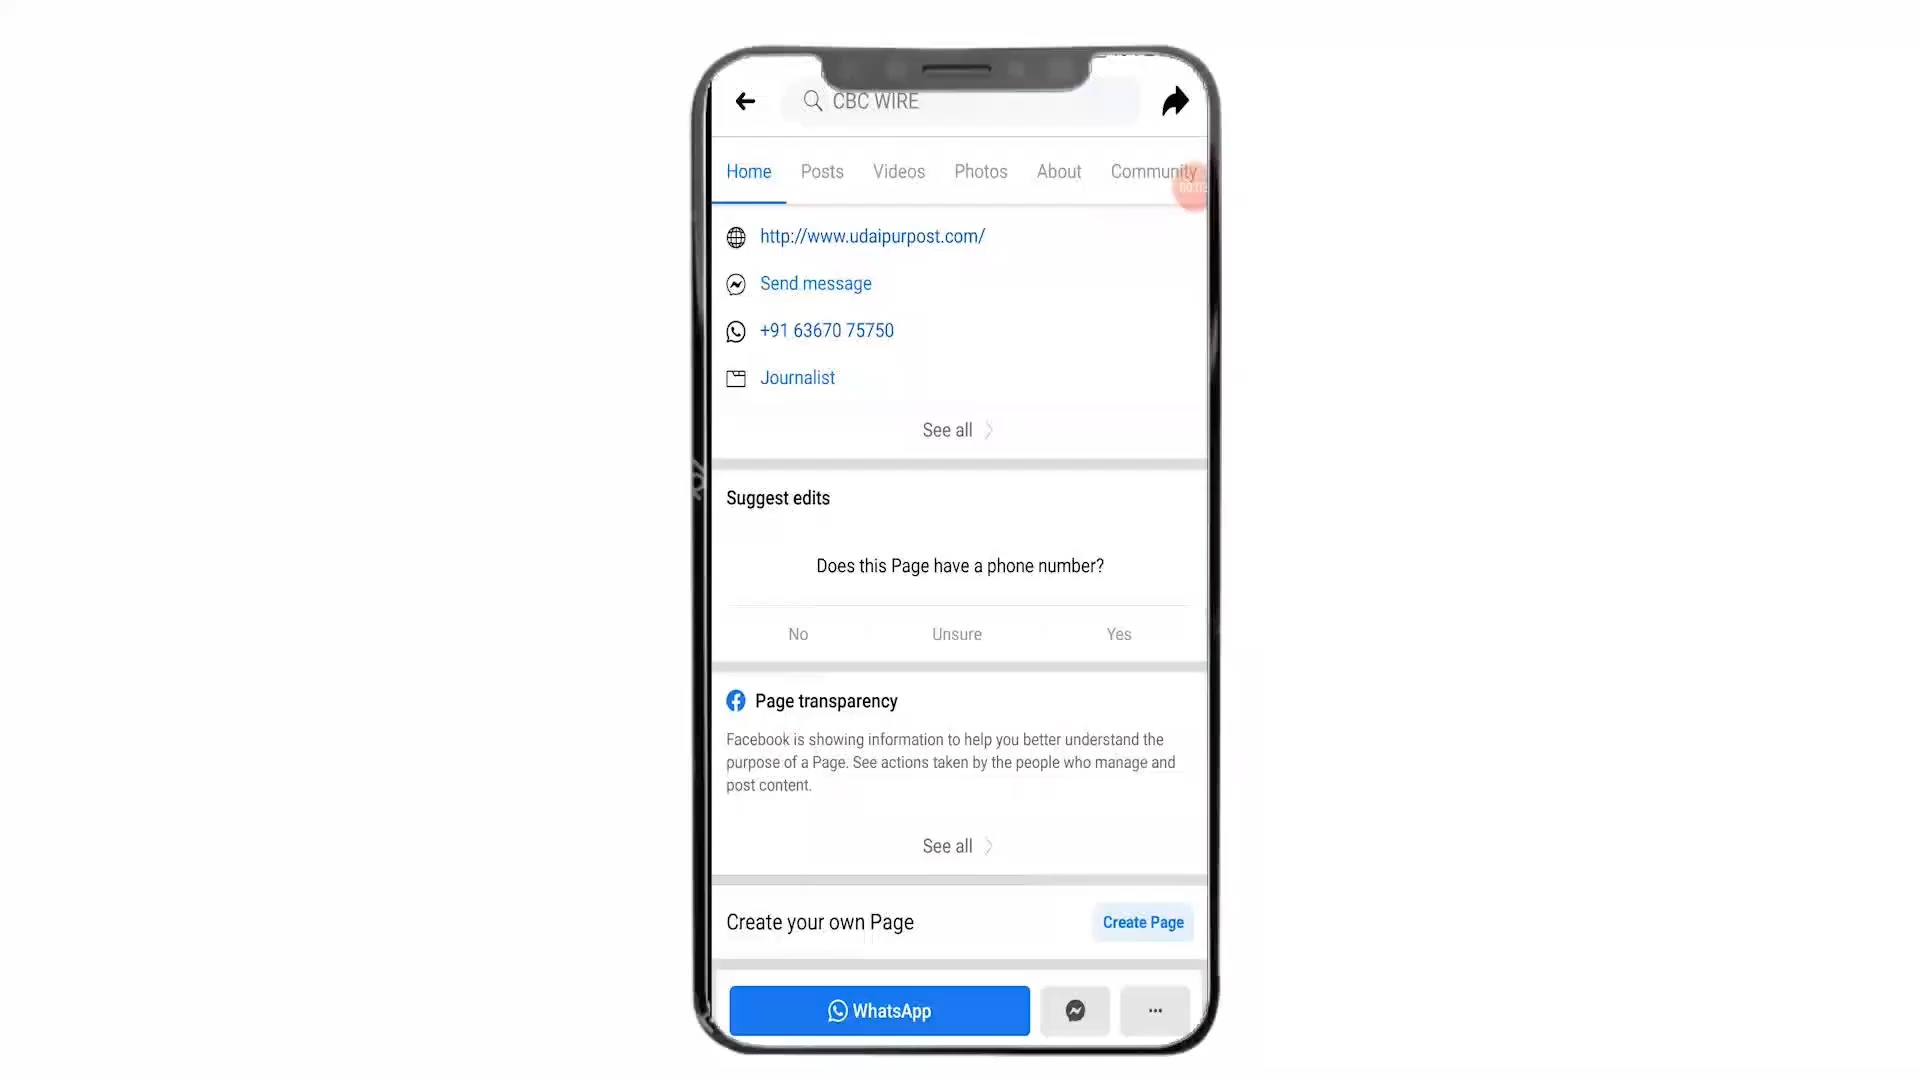 CBC WIRE
Home Posts Videos Photos About Community
http://www.udaipurpost.com/
Send message
+91 63670 75750
Journalist
See all
Suggest edits
Does this Page have a phone number?
No Unsure Yes
Page transparency
Facebook is showing information to help you better understand the
purpose of a Page. See actions taken by the people who manage and
post content.
See all
Create your own Page Create Page
WhatsApp